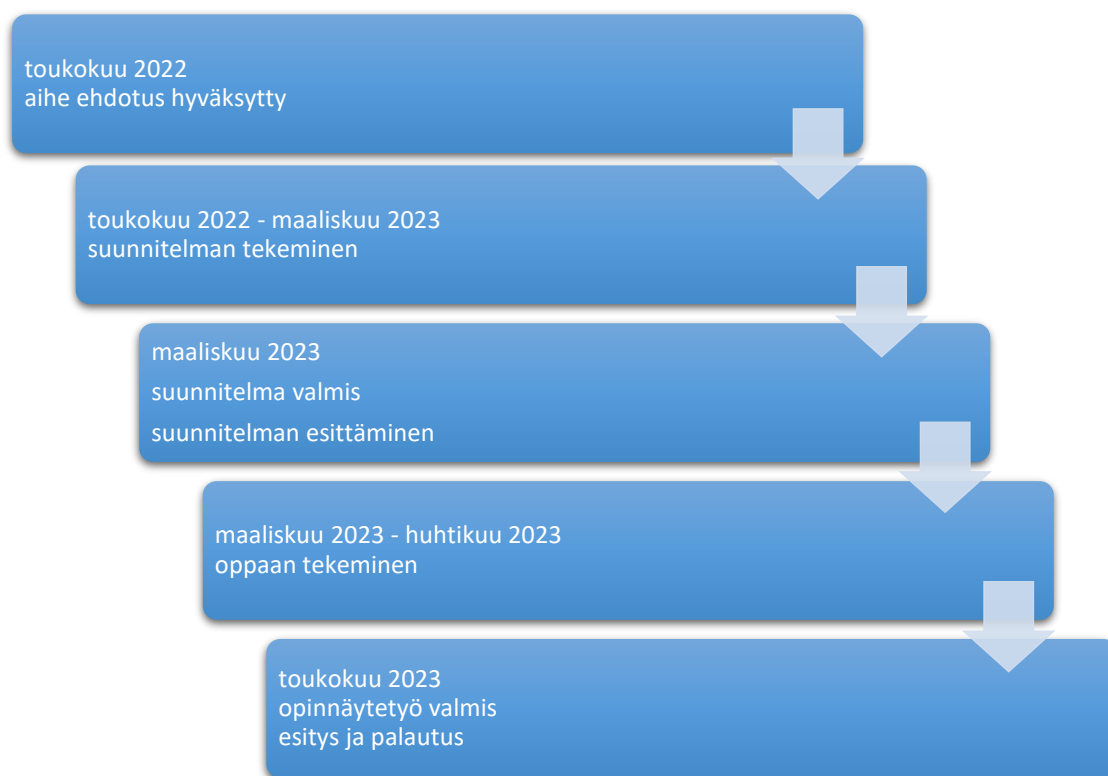 toukokuu 2022
aihe ehdotus hyväksytty
toukokuu 2022 - maaliskuu 2023
suunnitelman tekeminen
maaliskuu 2023
suunnitelma valmis
suunnitelman esittäminen
maaliskuu 2023 - huhtikuu 2023
oppaan tekeminen
toukokuu 2023
opinnäytetyö valmis
esitys ja palautus